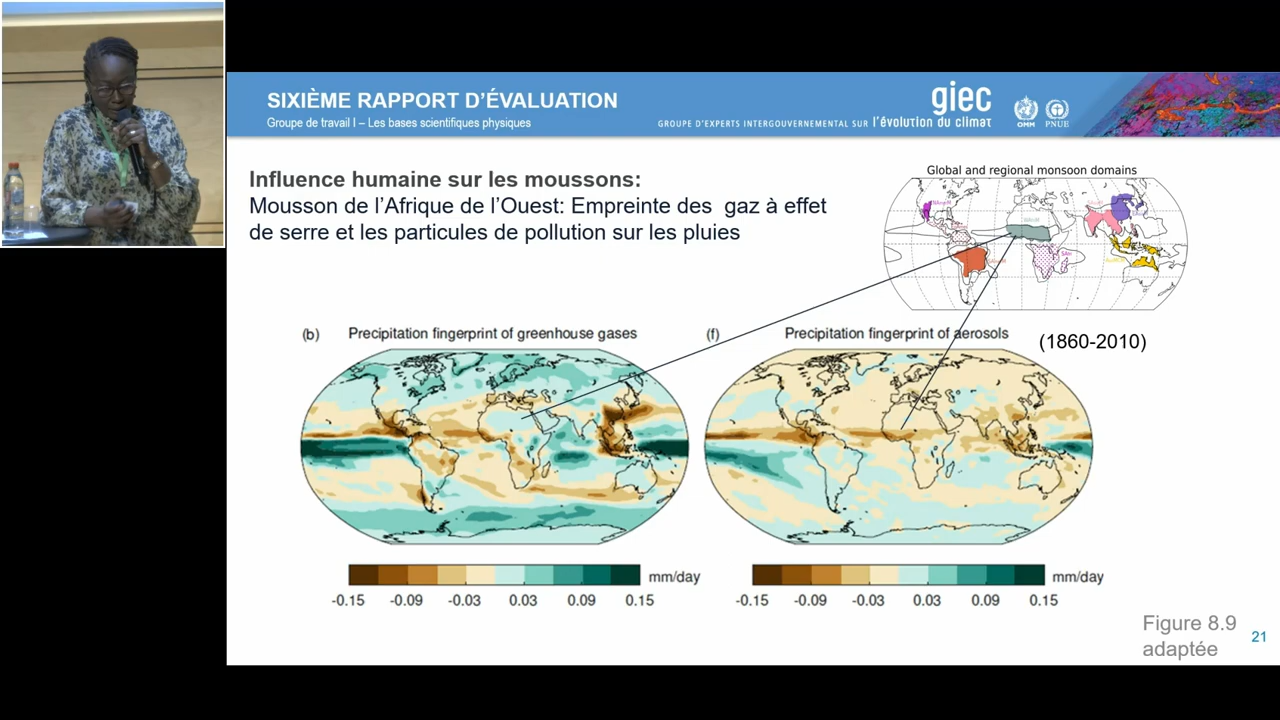 SIXIÈME RAPPORT D'ÉVALUATION
Groupe de travail I – Les bases scientifiques physiques
giec
GROUPE D'EXPERTS INTERGOUVERNEMENTAL SUR l'évolution du climat
OMM
PNUE
Influence humaine sur les moussons:
Mousson de l'Afrique de l'Ouest: Empreinte des gaz à effet
de serre et les particules de pollution sur les pluies
Global and regional monsoon domains
(b) Precipitation fingerprint of greenhouse gases
(f) Precipitation fingerprint of aerosols
(1860-2010)
mm/day
-0.15 -0.09 -0.03 0.03 0.09 0.15
mm/day
-0.15 -0.09 -0.03 0.03 0.09 0.15
Figure 8.9
adaptée
21